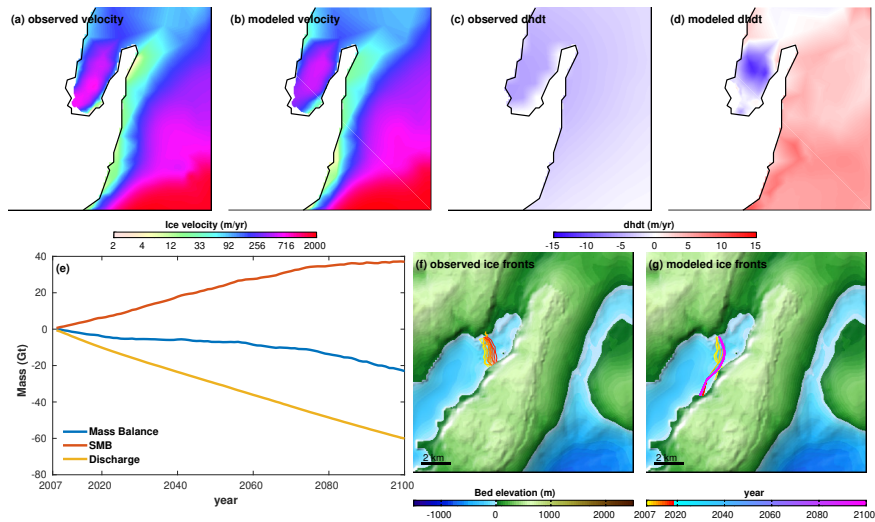 (a) observed velocity
(b) modeled velocity
(c) observed dhdt
(d) modeled dhdt
Ice velocity (m/yr)
2 4 12 33 92 256 716 2000
dhdt (m/yr)
-15 -10 -5 0 5 10 15
(e)
40
20
0
-20
-40
-60
-80
Mass (Gt)
Mass Balance
SMB
Discharge
2007 2020 2040 2060 2080 2100
year
(f) observed ice fronts
2 km
(g) modeled ice fronts
2 km
Bed elevation (m)
-1000 0 1000 2000
year
2007 2020 2040 2060 2080 2100